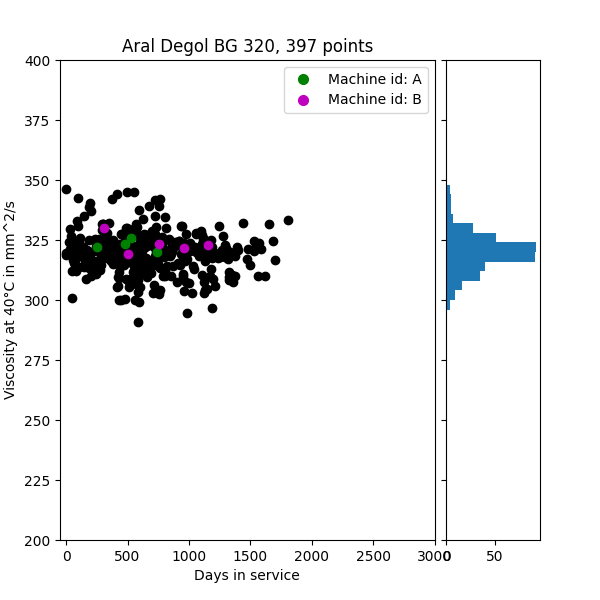 Aral Degol BG 320, 397 points
Machine id: A
Machine id: B
Viscosity at 40°C in mm^2/s
400
375
350
325
300
275
250
225
200
0 500 1000 1500 2000 2500 3000
0 50
Days in service